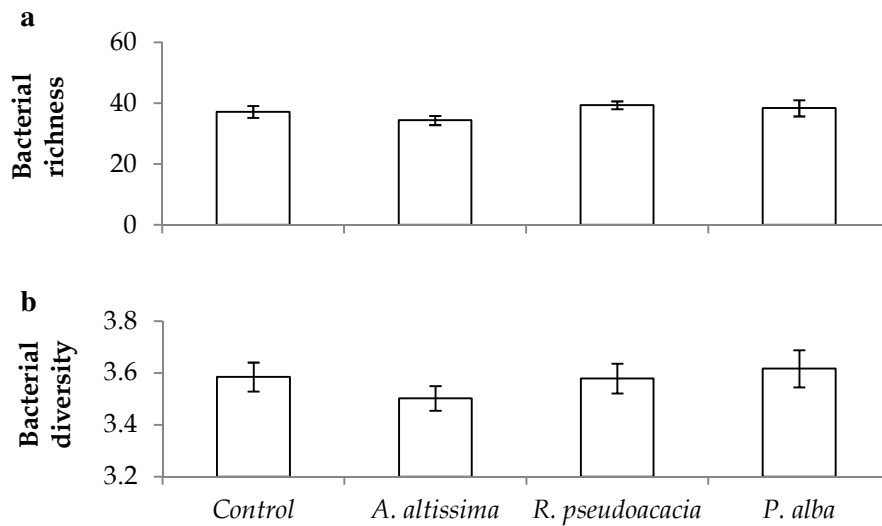 a
Bacterial
richness
60
40
20
0
b
Bacterial
diversity
3.8
3.6
3.4
3.2
Control A. altissima R. pseudoacacia P. alba